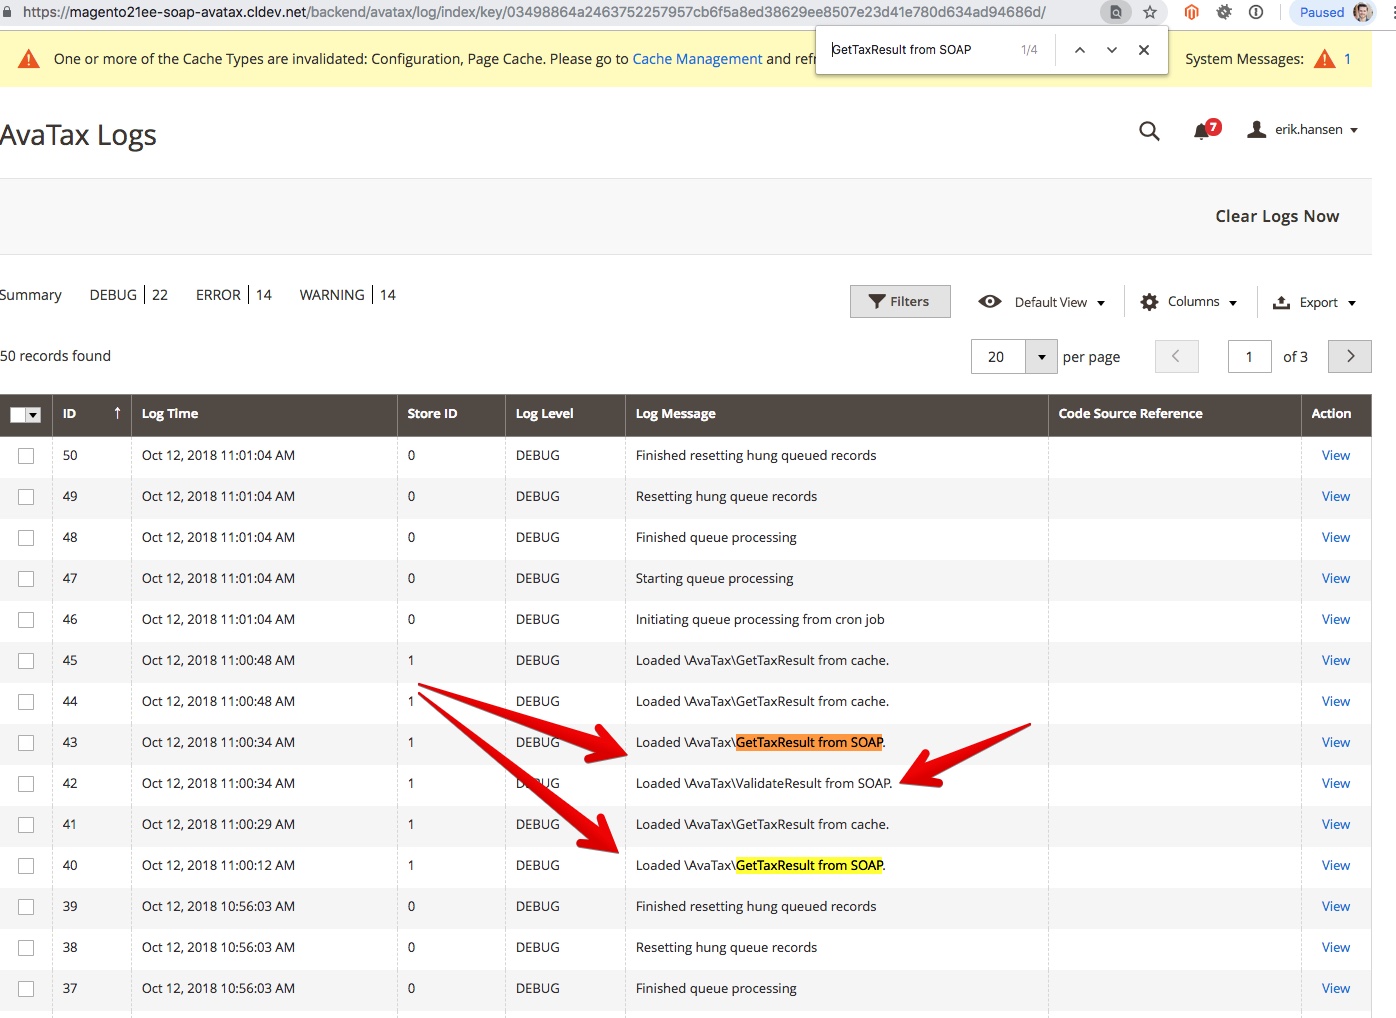 https://magento21ee-soap-avatax.cldev.net/backend/avatax/log/index/key/03498864a2463752257957cb6f5a8ed38629ee8507e23d41e780d634ad94686d/ Paused
GetTaxResult from SOAP 1/4
One or more of the Cache Types are invalidated: Configuration, Page Cache. Please go to Cache Management and refr System Messages: 1
AvaTax Logs 7 erik.hansen
Clear Logs Now
Summary DEBUG 22 ERROR 14 WARNING 14 Filters Default View Columns Export
50 records found 20 per page 1 of 3
ID ↑ Log Time Store ID Log Level Log Message Code Source Reference Action
50 Oct 12, 2018 11:01:04 AM 0 DEBUG Finished resetting hung queued records View
49 Oct 12, 2018 11:01:04 AM 0 DEBUG Resetting hung queue records View
48 Oct 12, 2018 11:01:04 AM 0 DEBUG Finished queue processing View
47 Oct 12, 2018 11:01:04 AM 0 DEBUG Starting queue processing View
46 Oct 12, 2018 11:01:04 AM 0 DEBUG Initiating queue processing from cron job View
45 Oct 12, 2018 11:00:48 AM 1 DEBUG Loaded \AvaTax\GetTaxResult from cache. View
44 Oct 12, 2018 11:00:48 AM 1 DEBUG Loaded \AvaTax\GetTaxResult from cache. View
43 Oct 12, 2018 11:00:34 AM 1 DEBUG Loaded \AvaTax\GetTaxResult from SOAP. View
42 Oct 12, 2018 11:00:34 AM 1 DEBUG Loaded \AvaTax\ValidateResult from SOAP. View
41 Oct 12, 2018 11:00:29 AM 1 DEBUG Loaded \AvaTax\GetTaxResult from cache. View
40 Oct 12, 2018 11:00:12 AM 1 DEBUG Loaded \AvaTax\GetTaxResult from SOAP. View
39 Oct 12, 2018 10:56:03 AM 0 DEBUG Finished resetting hung queued records View
38 Oct 12, 2018 10:56:03 AM 0 DEBUG Resetting hung queue records View
37 Oct 12, 2018 10:56:03 AM 0 DEBUG Finished queue processing View